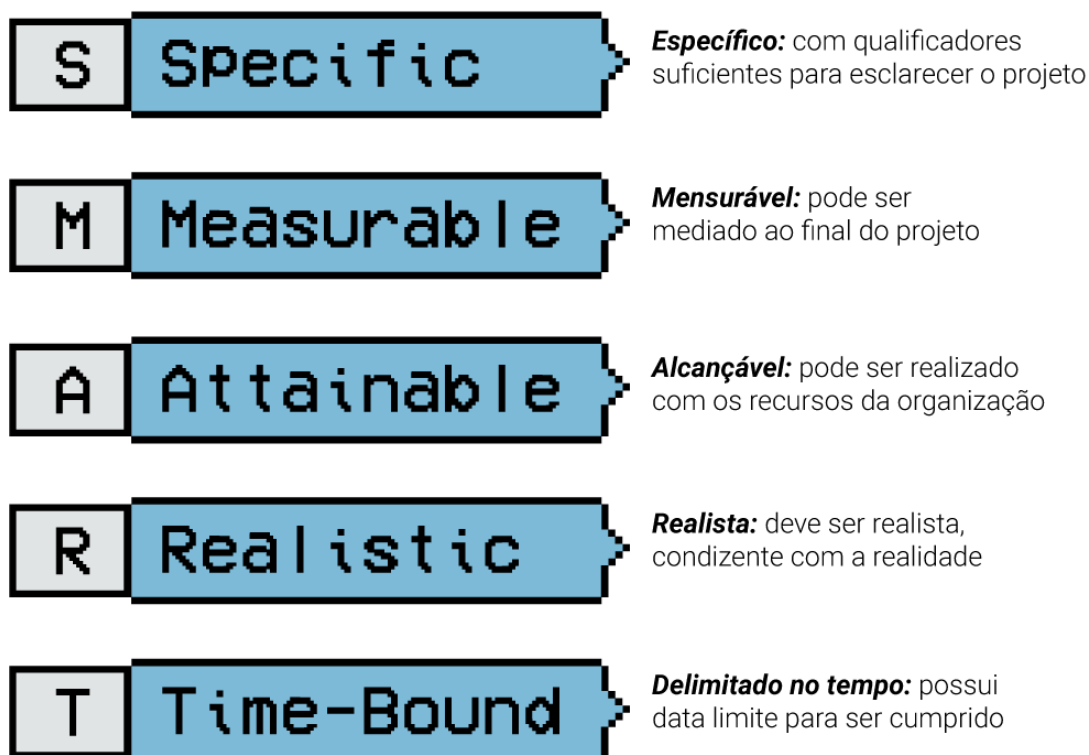 S Specific
Específico: com qualificadores
suficientes para esclarecer o projeto
M Measurable
Mensurável: pode ser
mediado ao final do projeto
A Attainable
Alcançável: pode ser realizado
com os recursos da organização
R Realistic
Realista: deve ser realista,
condizente com a realidade
T Time-Bound
Delimitado no tempo: possui
data limite para ser cumprido